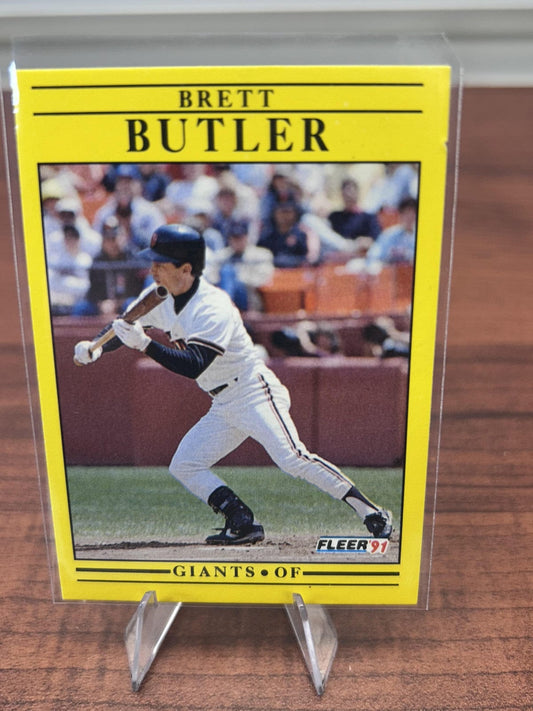 BRETT
BUTLER
FLEER '91
GIANTS • OF